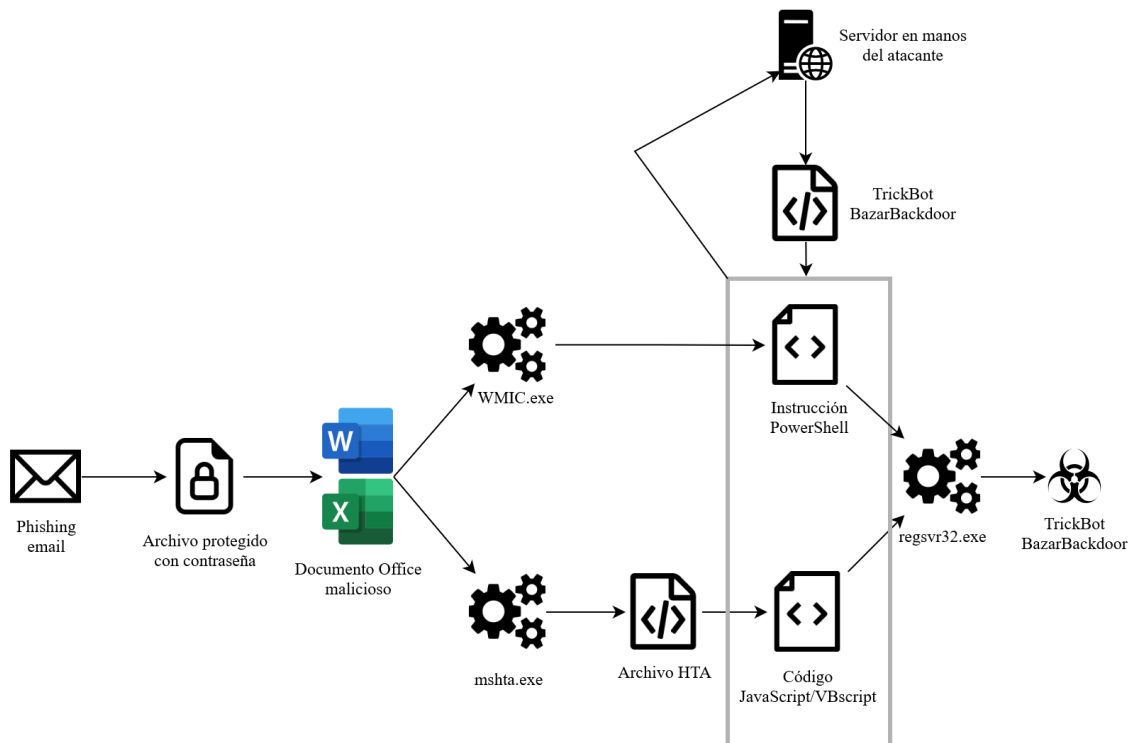 Servidor en manos
del atacante
TrickBot
BazarBackdoor
WMIC.exe
Instrucción
PowerShell
W
X
Phishing
email
Archivo protegido
con contraseña
Documento Office
malicioso
regsvr32.exe
TrickBot
BazarBackdoor
mshta.exe
Archivo HTA
Código
JavaScript/VBscript